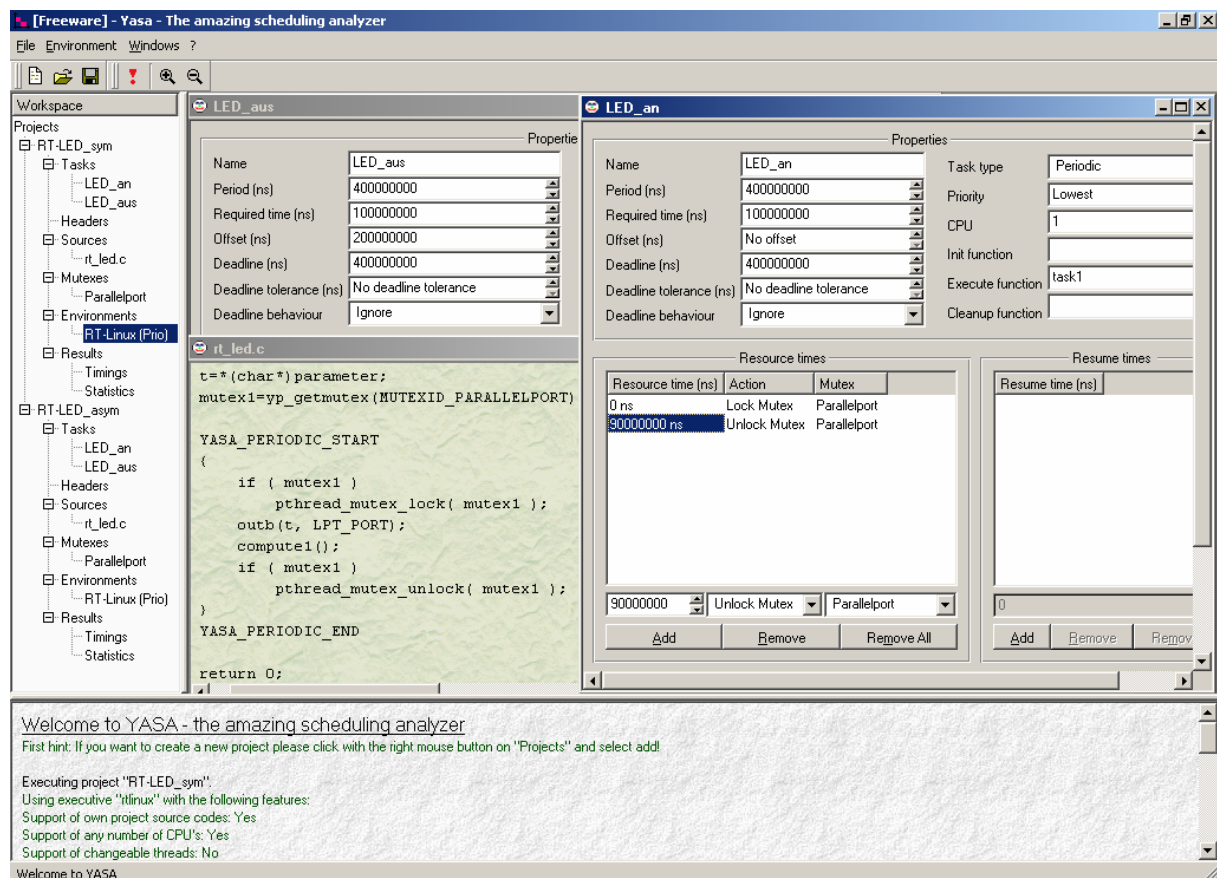 [Freeware] - Yasa - The amazing scheduling analyzer
File Environment Windows ?
Workspace
Projects
RT-LED_sym
Tasks
LED_an
LED_aus
Headers
Sources
rt_led.c
Mutexes
Parallelport
Environments
RT-Linux (Prio)
Results
Timings
Statistics
RT-LED_asym
Tasks
LED_an
LED_aus
Headers
Sources
rt_led.c
Mutexes
Parallelport
Environments
RT-Linux (Prio)
Results
Timings
Statistics
LED_aus
Propertie
Name LED_aus
Period (ns) 400000000
Required time (ns) 100000000
Offset (ns) 200000000
Deadline (ns) 400000000
Deadline tolerance (ns) No deadline tolerance
Deadline behaviour Ignore
rt_led.c
t=*(char*)parameter;
mutex1=yp_getmutex(MUTEXID_PARALLELPORT)
YASA_PERIODIC_START
{
if ( mutex1 )
pthread_mutex_lock( mutex1 );
outb(t, LPT_PORT);
compute1();
if ( mutex1 )
pthread_mutex_unlock( mutex1 );
}
YASA_PERIODIC_END
return 0;
LED_an
Properties
Name LED_an
Period (ns) 400000000
Required time (ns) 100000000
Offset (ns) No offset
Deadline (ns) 400000000
Deadline tolerance (ns) No deadline tolerance
Deadline behaviour Ignore
Task type Periodic
Priority Lowest
CPU 1
Init function
Execute function task1
Cleanup function
Resource times
Resource time (ns) Action Mutex
0 ns Lock Mutex Parallelport
90000000 ns Unlock Mutex Parallelport
90000000 Unlock Mutex Parallelport
Add Remove Remove All
Resume times
Resume time (ns)
0
Add Remove Remov
Welcome to YASA - the amazing scheduling analyzer
First hint: If you want to create a new project please click with the right mouse button on "Projects" and select add!
Executing project "RT-LED_sym".
Using executive "rtlinux" with the following features:
Support of own project source codes: Yes
Support of any number of CPU's: Yes
Support of changeable threads: No
Welcome to YASA